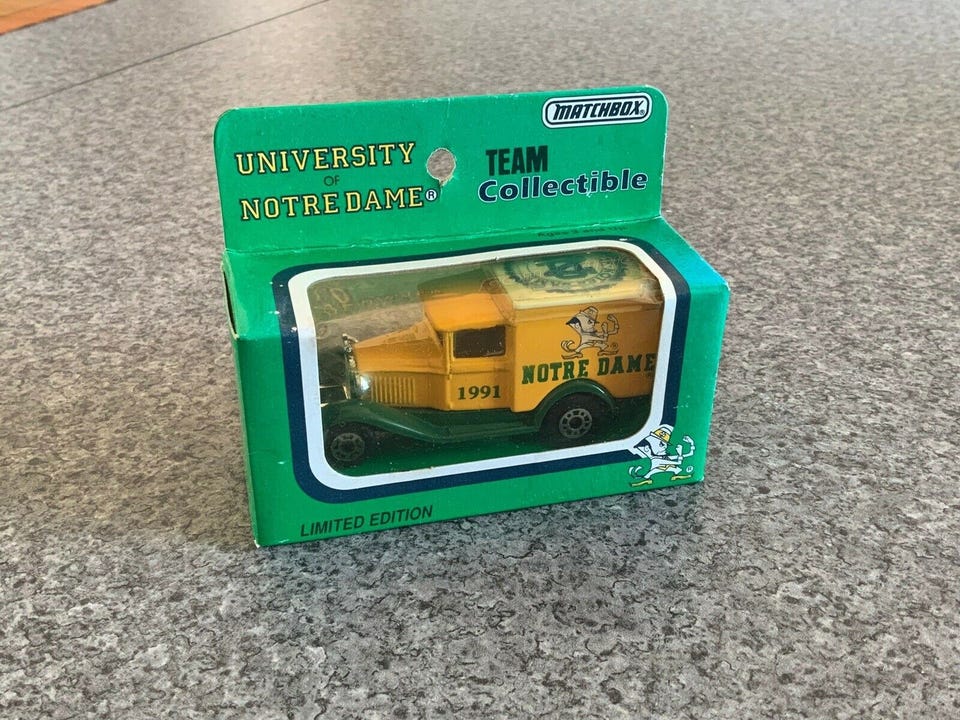 MATCHBOX®
UNIVERSITY
OF
NOTRE DAME®
TEAM
Collectible
1991
NOTRE DAME
®
LIMITED EDITION